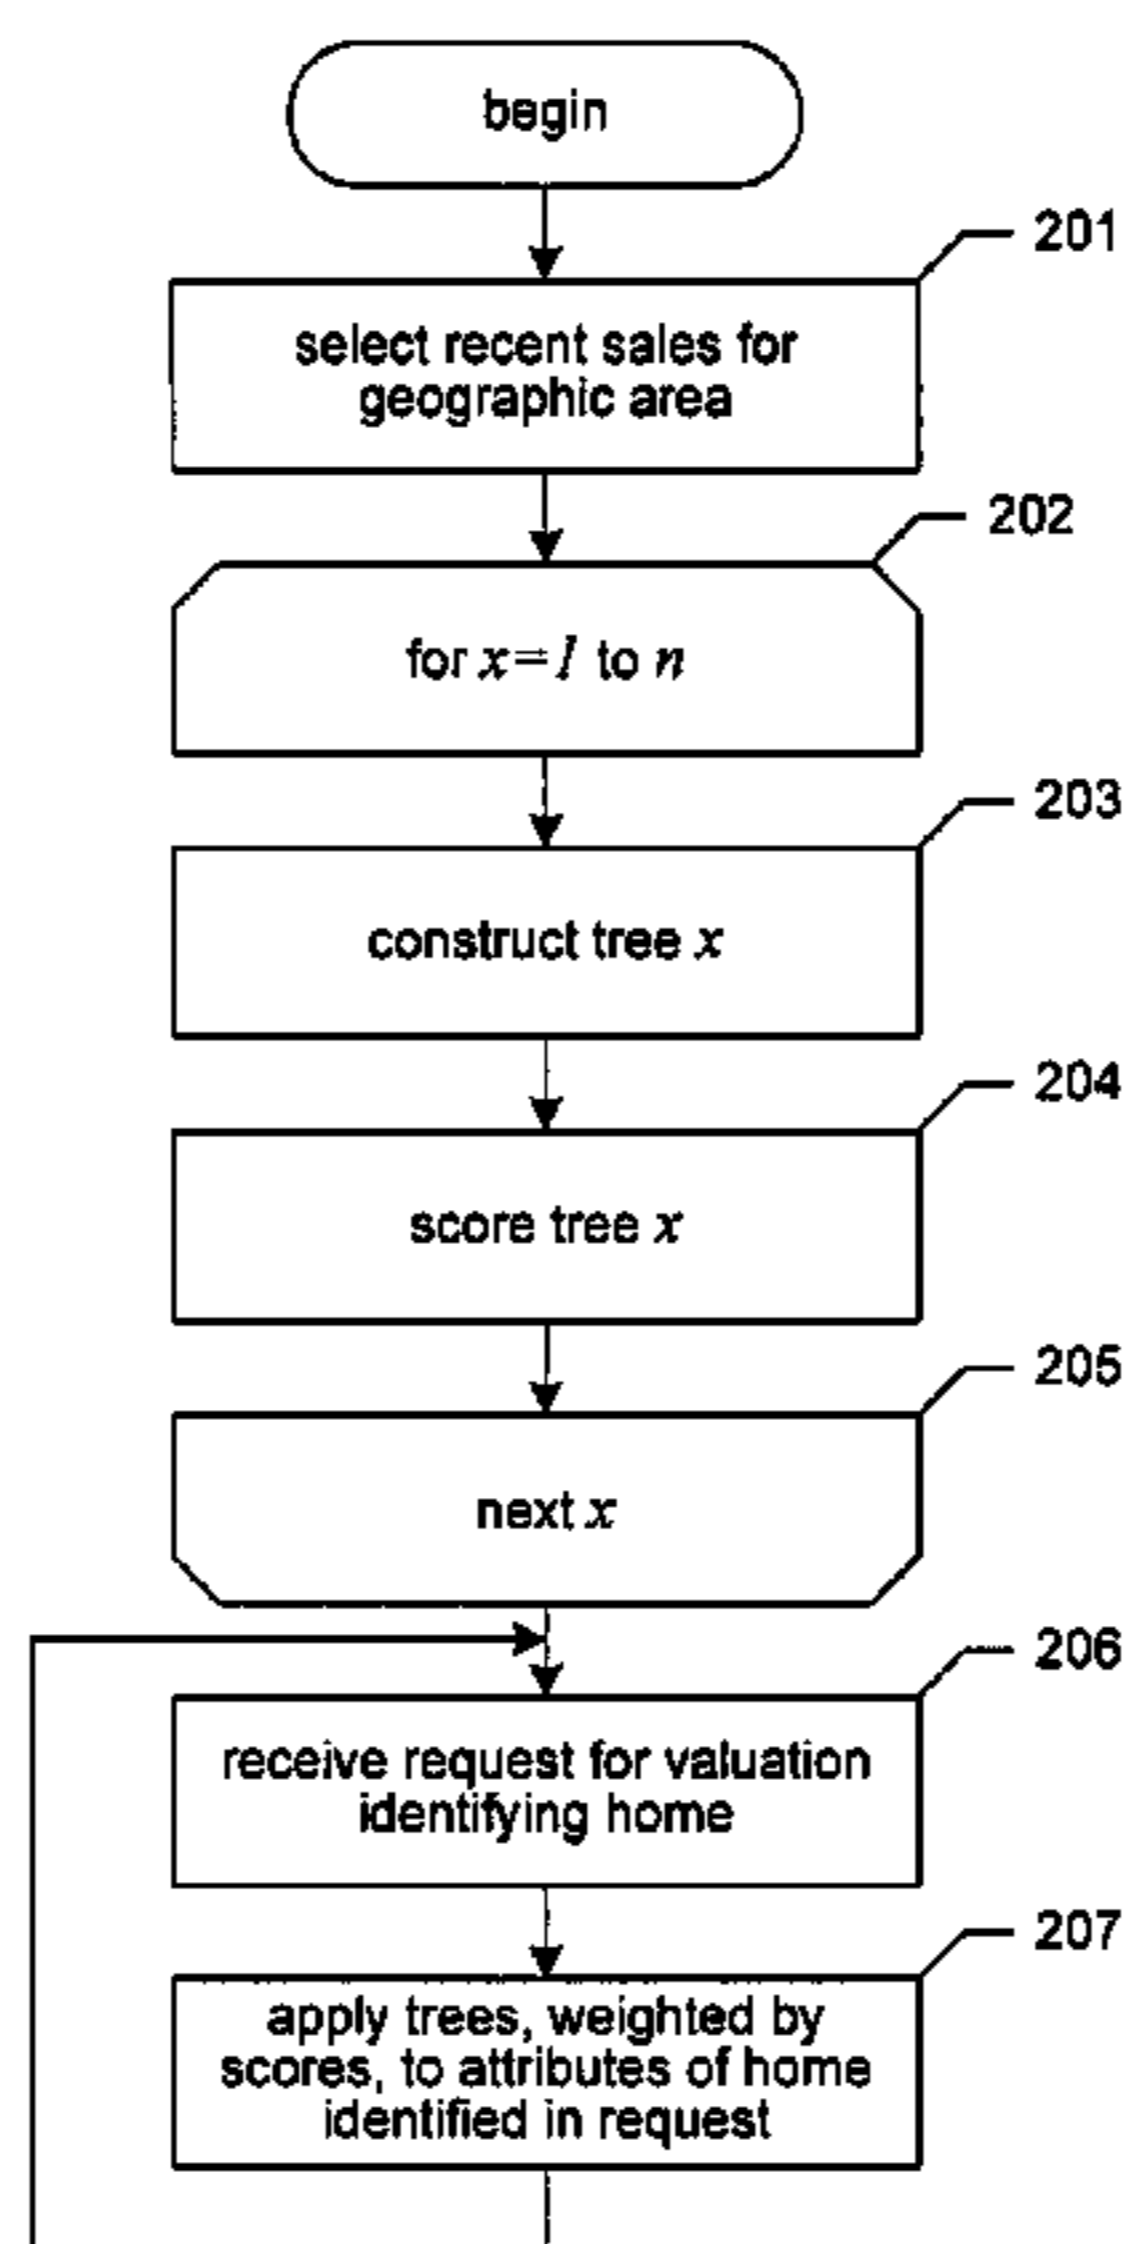 begin
201
select recent sales for
geographic area
202
for x=1 to n
203
construct tree x
204
score tree x
205
next x
206
receive request for valuation
identifying home
207
apply trees, weighted by
scores, to attributes of home
identified in request